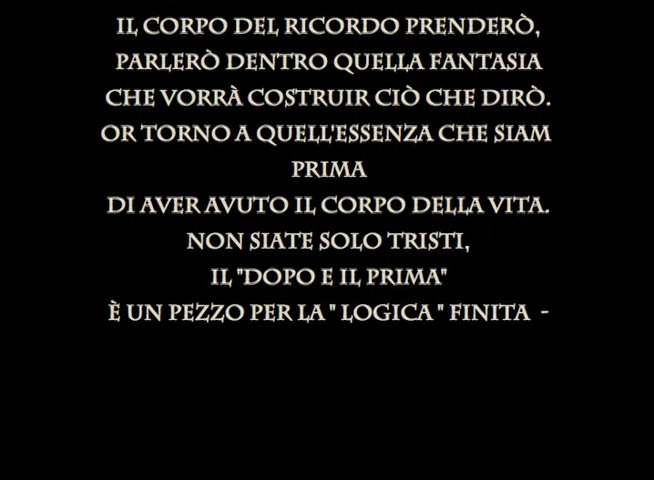 IL CORPO DEL RICORDO PRENDERÒ,
PARLERÒ DENTRO QUELLA FANTASIA
CHE VORRÀ COSTRUIR CIÒ CHE DIRÒ.
OR TORNO A QUELL'ESSENZA CHE SIAM
PRIMA
DI AVER AVUTO IL CORPO DELLA VITA.
NON SIATE SOLO TRISTI,
IL "DOPO E IL PRIMA"
È UN PEZZO PER LA " LOGICA " FINITA -